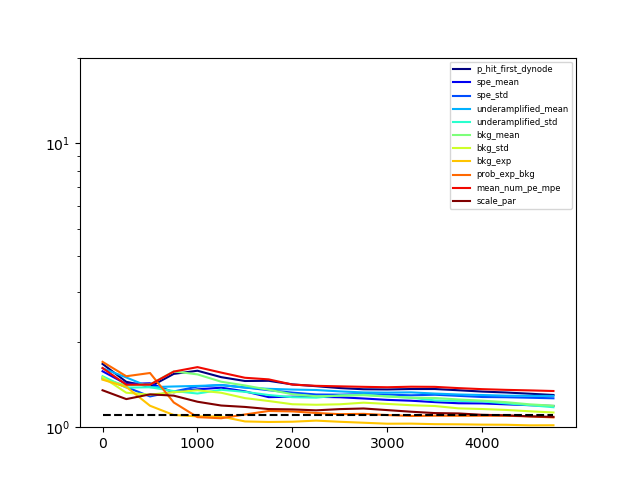 10¹
10⁰
0
1000
2000
3000
4000
p_hit_first_dynode
spe_mean
spe_std
underamplified_mean
underamplified_std
bkg_mean
bkg_std
bkg_exp
prob_exp_bkg
mean_num_pe_mpe
scale_par